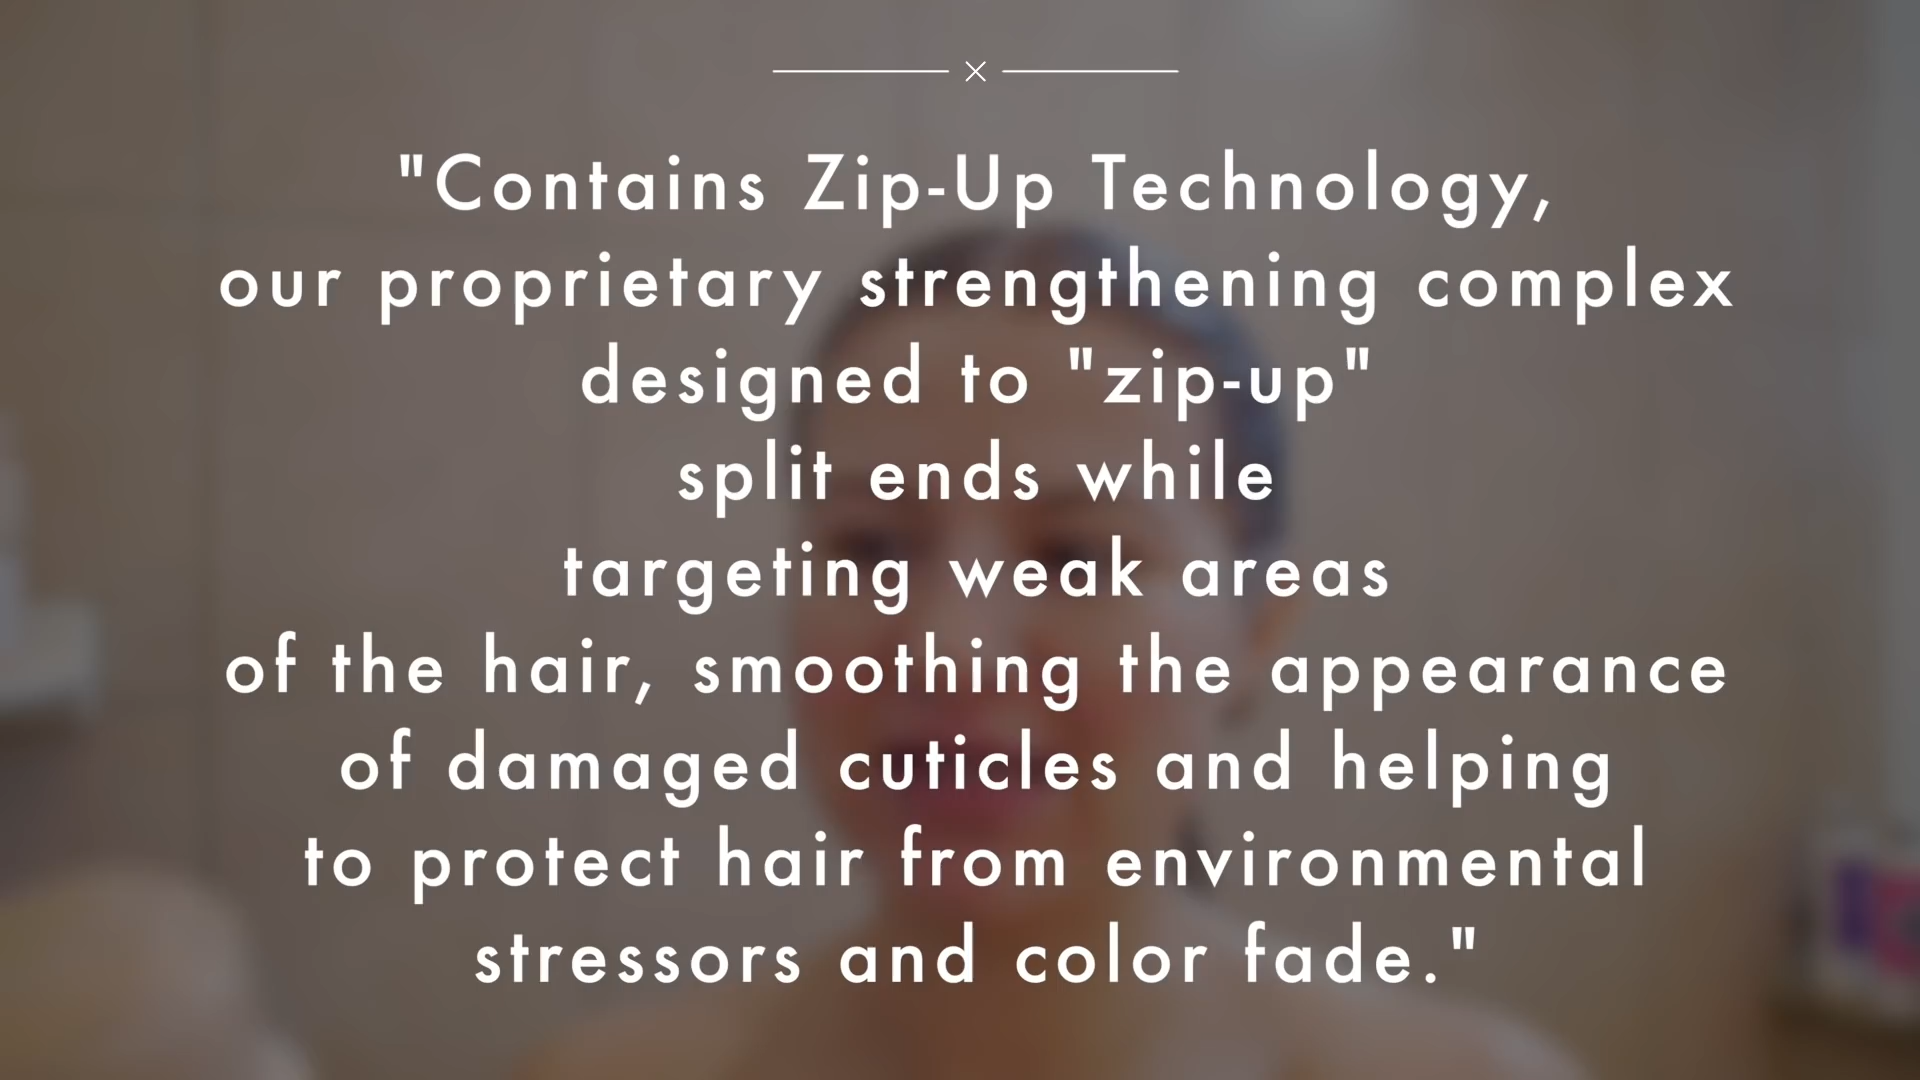 "Contains Zip-Up Technology,
our proprietary strengthening complex
designed to "zip-up"
split ends while
targeting weak areas
of the hair, smoothing the appearance
of damaged cuticles and helping
to protect hair from environmental
stressors and color fade."